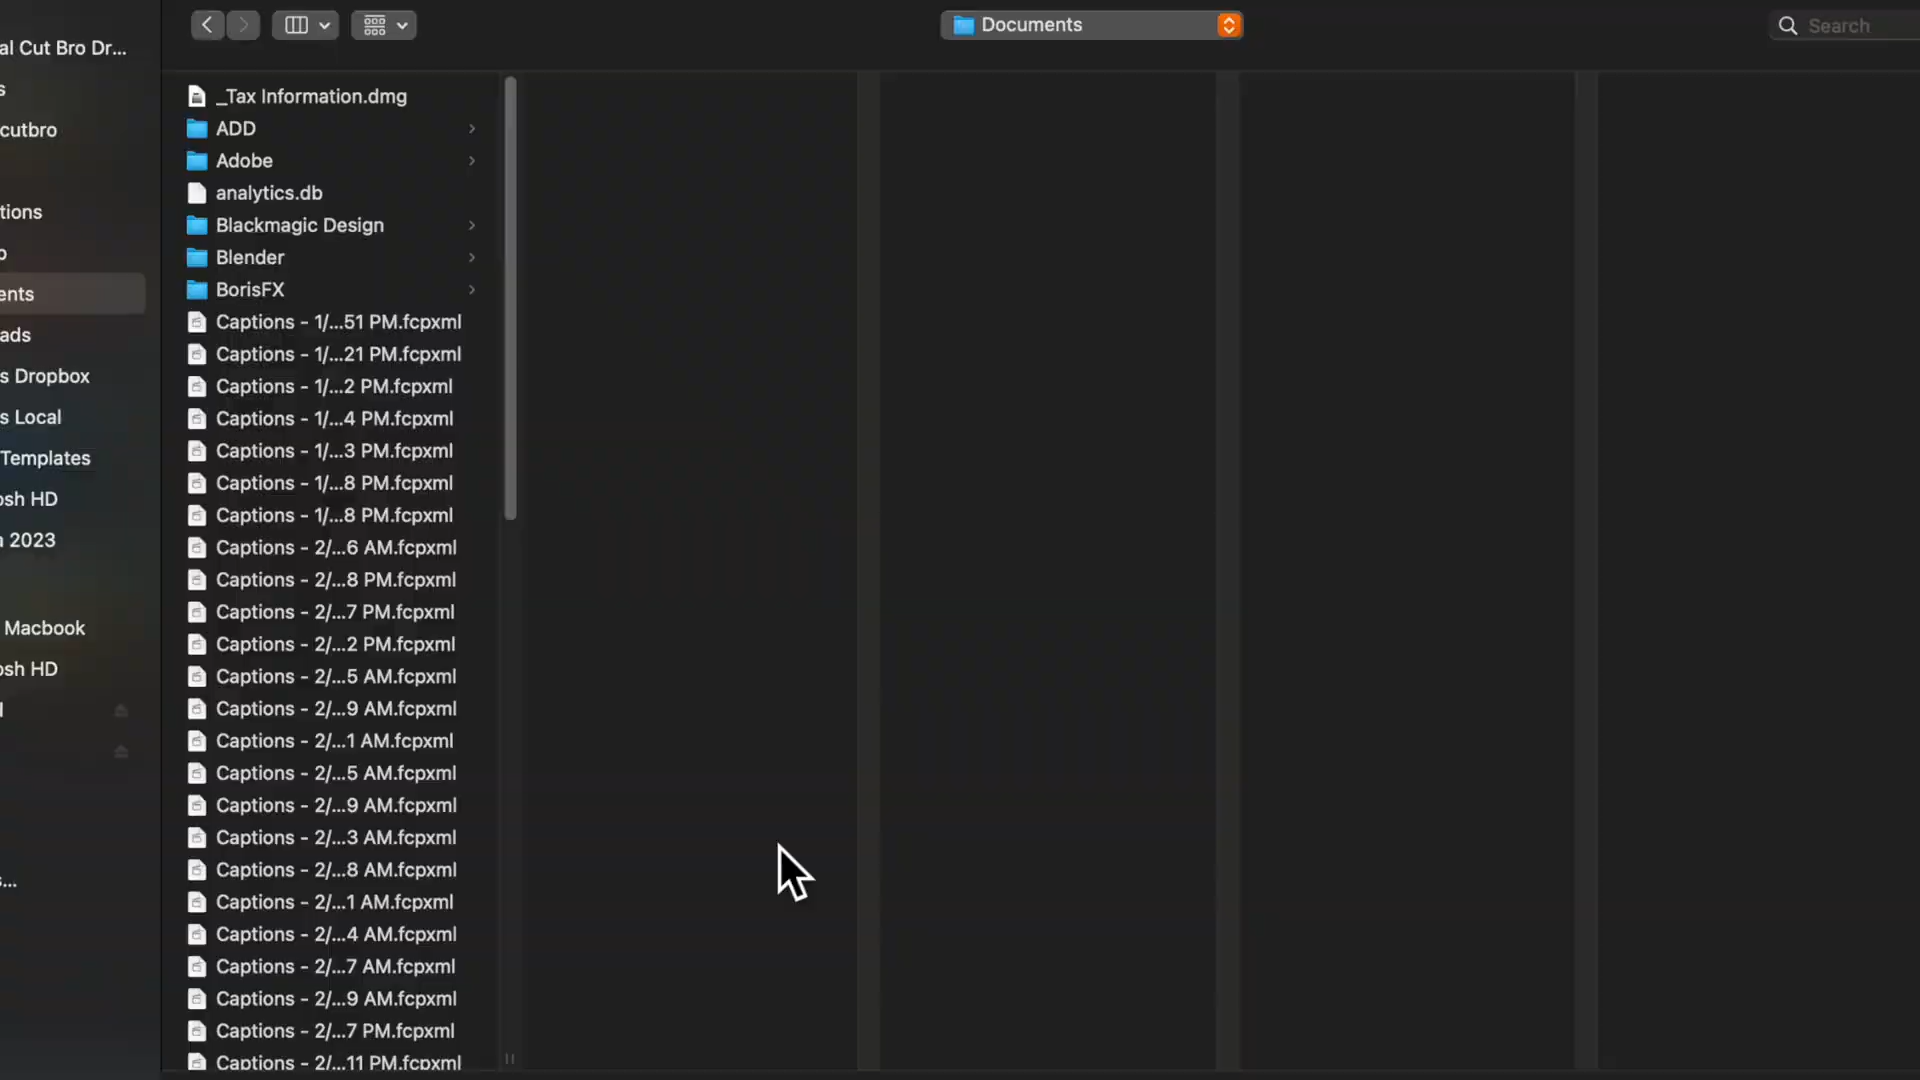 Documents
Search
al Cut Bro Dr...
s
cutbro
tions
p
ents
ads
s Dropbox
s Local
Templates
osh HD
n 2023
Macbook
osh HD
l
s...
_Tax Information.dmg
ADD
Adobe
analytics.db
Blackmagic Design
Blender
BorisFX
Captions - 1/...51 PM.fcpxml
Captions - 1/...21 PM.fcpxml
Captions - 1/...2 PM.fcpxml
Captions - 1/...4 PM.fcpxml
Captions - 1/...3 PM.fcpxml
Captions - 1/...8 PM.fcpxml
Captions - 1/...8 PM.fcpxml
Captions - 2/...6 AM.fcpxml
Captions - 2/...8 PM.fcpxml
Captions - 2/...7 PM.fcpxml
Captions - 2/...2 PM.fcpxml
Captions - 2/...5 AM.fcpxml
Captions - 2/...9 AM.fcpxml
Captions - 2/...1 AM.fcpxml
Captions - 2/...5 AM.fcpxml
Captions - 2/...9 AM.fcpxml
Captions - 2/...3 AM.fcpxml
Captions - 2/...8 AM.fcpxml
Captions - 2/...1 AM.fcpxml
Captions - 2/...4 AM.fcpxml
Captions - 2/...7 AM.fcpxml
Captions - 2/...9 AM.fcpxml
Captions - 2/...7 PM.fcpxml
Captions - 2/...11 PM.fcpxml